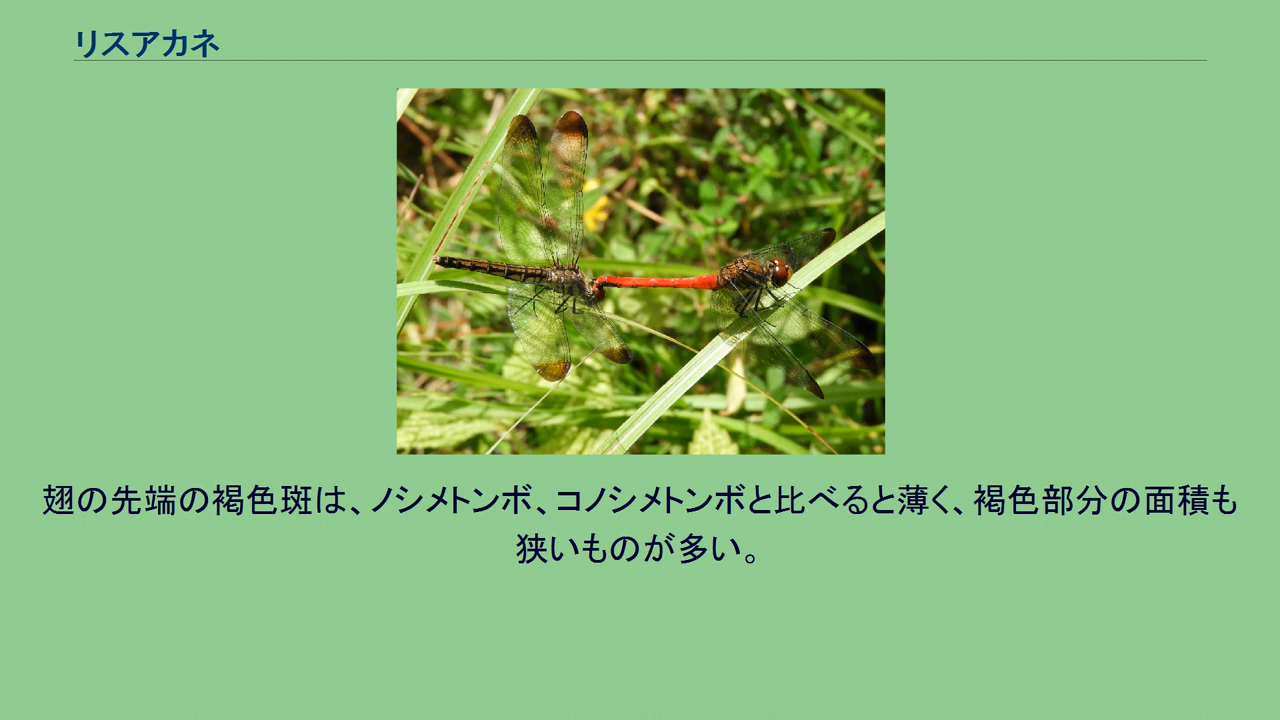 リスアカネ
翅の先端の褐色斑は、ノシメトンボ、コノシメトンボと比べると薄く、褐色部分の面積も
狭いものが多い。